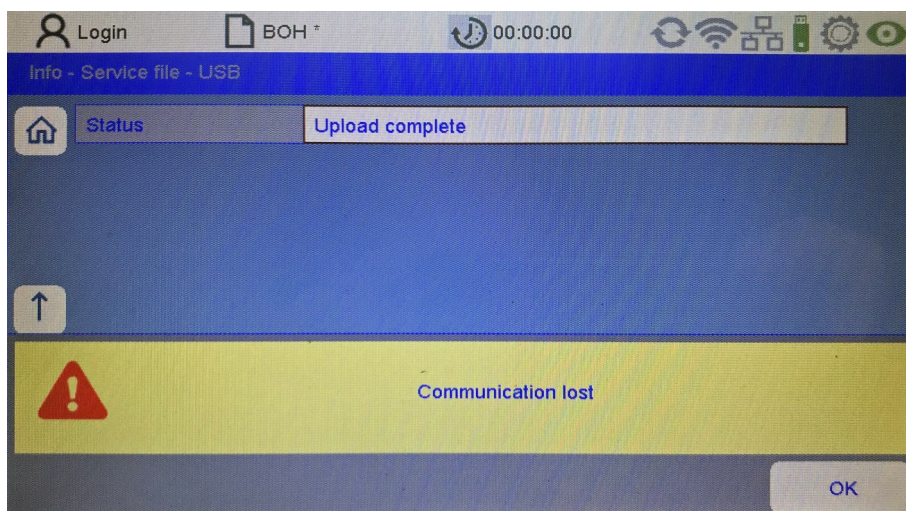 Login BOH * 00:00:00
Info - Service file - USB
Status Upload complete
Communication lost
OK